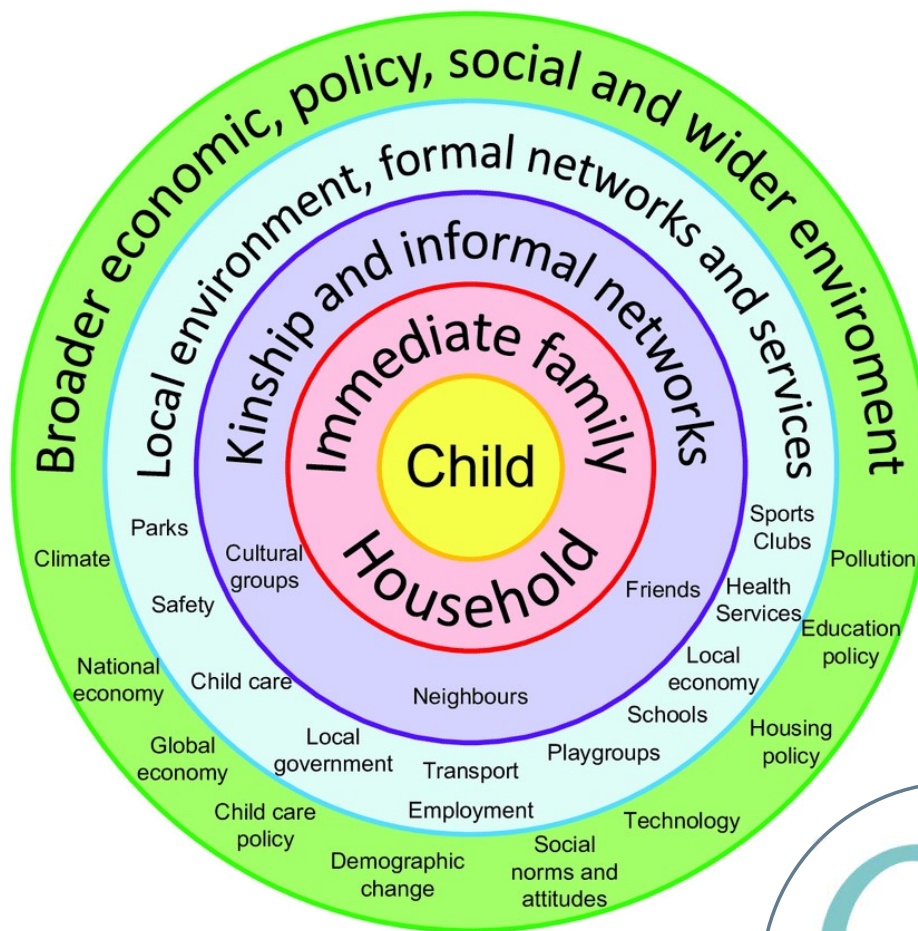 Broader economic, policy, social and wider enviroment
Local environment, formal networks and services
Kinship and informal networks
Immediate family
Child
Household
Cultural
groups
Friends
Neighbours
Parks
Safety
Child care
Local
government
Transport
Employment
Playgroups
Schools
Local
economy
Health
Services
Sports
Clubs
Climate
National
economy
Global
economy
Child care
policy
Demographic
change
Social
norms and
attitudes
Technology
Housing
policy
Education
policy
Pollution